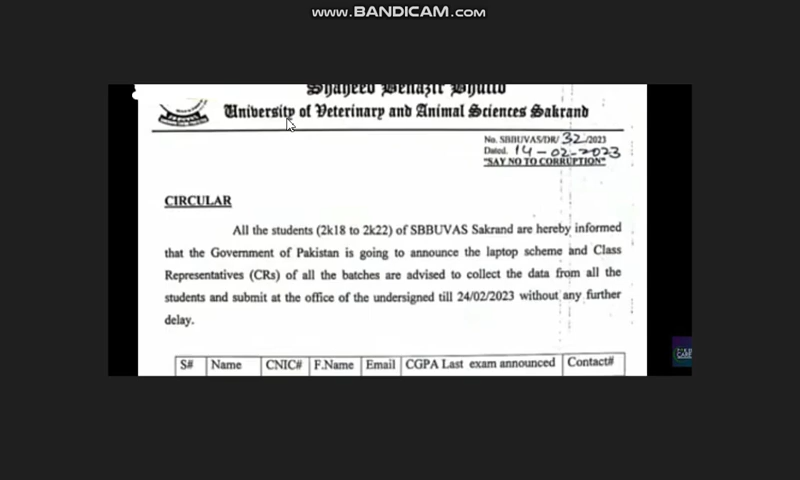 www.BANDICAM.com
Shaheed Benazir Bhutto
University of Veterinary and Animal Sciences Sakrand
No. SBBUVAS/DR/ 32/2023
Dated. 14-02-2023
"SAY NO TO CORRUPTION"
CIRCULAR
All the students (2k18 to 2k22) of SBBUVAS Sakrand are hereby informed
that the Government of Pakistan is going to announce the laptop scheme and Class
Representatives (CRs) of all the batches are advised to collect the data from all the
students and submit at the office of the undersigned till 24/02/2023 without any further
delay.
S# Name CNIC# F.Name Email CGPA Last exam announced Contact#